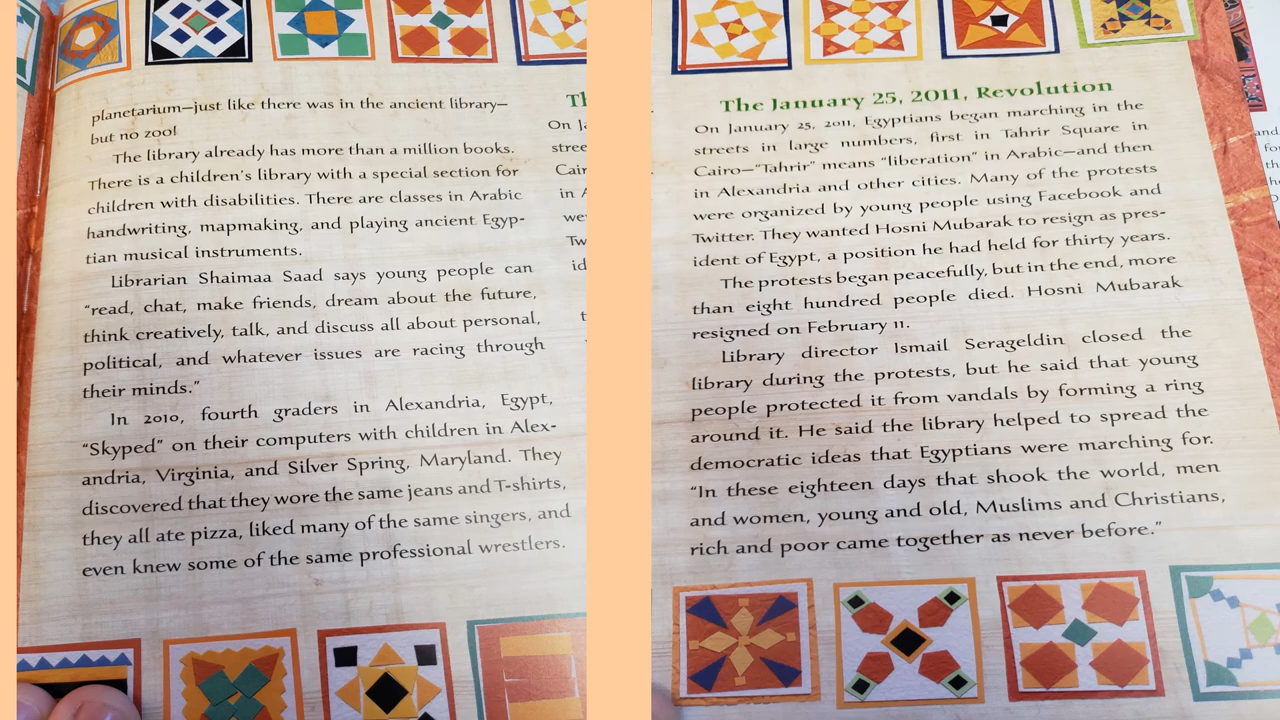 planetarium—just like there was in the ancient library—
but no zoo!
The library already has more than a million books.
There is a children's library with a special section for
children with disabilities. There are classes in Arabic
handwriting, mapmaking, and playing ancient Egyp-
tian musical instruments.
Librarian Shaimaa Saad says young people can
"read, chat, make friends, dream about the future,
think creatively, talk, and discuss all about personal,
political, and whatever issues are racing through
their minds."
In 2010, fourth graders in Alexandria, Egypt,
"Skyped" on their computers with children in Alex-
andria, Virginia, and Silver Spring, Maryland. They
discovered that they wore the same jeans and T-shirts,
they all ate pizza, liked many of the same singers, and
even knew some of the same professional wrestlers.
The January 25, 2011, Revolution
On January 25, 2011, Egyptians began marching in the
streets in large numbers, first in Tahrir Square in
Cairo—"Tahrir" means "liberation" in Arabic—and then
in Alexandria and other cities. Many of the protests
were organized by young people using Facebook and
Twitter. They wanted Hosni Mubarak to resign as pres-
ident of Egypt, a position he had held for thirty years.
The protests began peacefully, but in the end, more
than eight hundred people died. Hosni Mubarak
resigned on February 11.
Library director Ismail Serageldin closed the
library during the protests, but he said that young
people protected it from vandals by forming a ring
around it. He said the library helped to spread the
democratic ideas that Egyptians were marching for.
"In these eighteen days that shook the world, men
and women, young and old, Muslims and Christians,
rich and poor came together as never before."